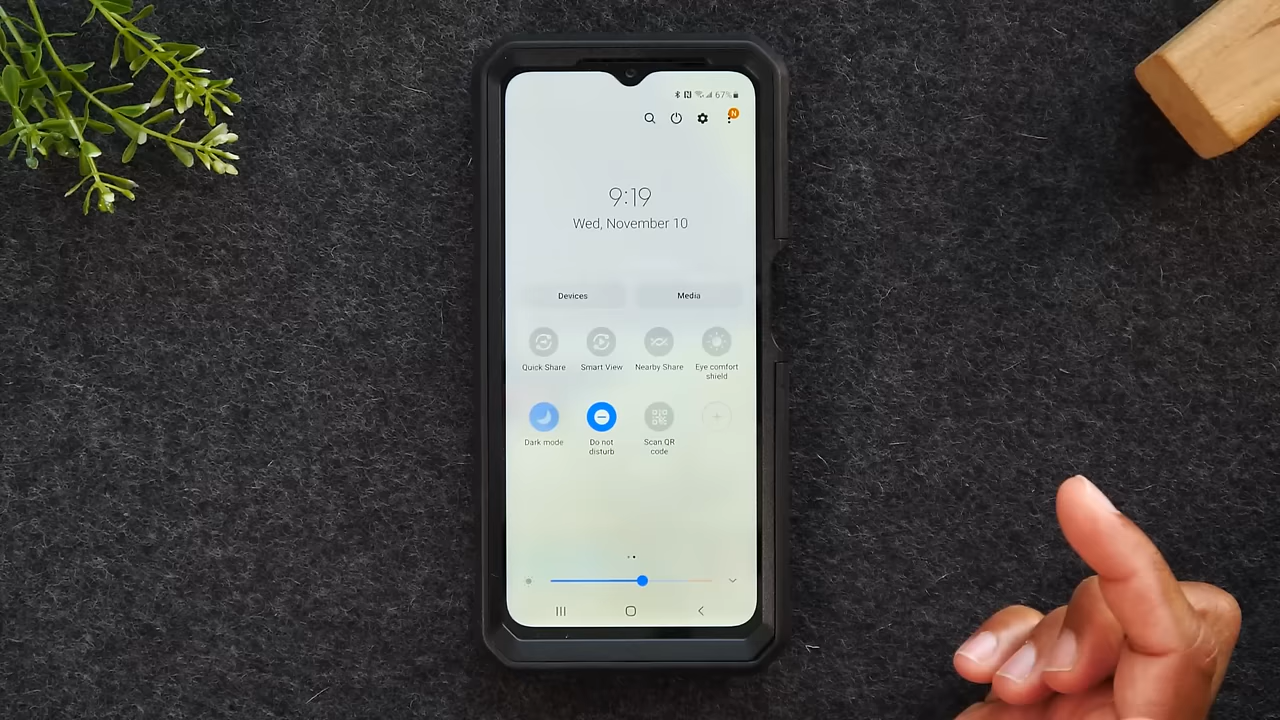 67%
N
9:19
Wed, November 10
Devices
Media
Quick Share
Smart View
Nearby Share
Eye comfort
shield
Dark mode
Do not
disturb
Scan QR
code